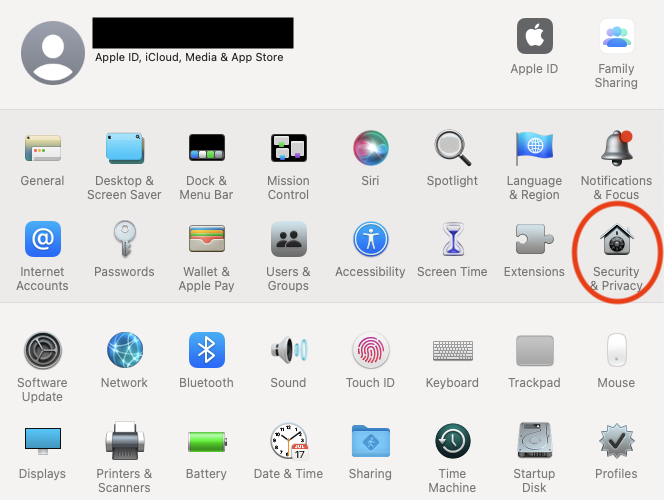 Apple ID, iCloud, Media & App Store
Apple ID
Family
Sharing
General
Desktop &
Screen Saver
Dock &
Menu Bar
Mission
Control
Siri
Spotlight
Language
& Region
Notifications
& Focus
Internet
Accounts
Passwords
Wallet &
Apple Pay
Users &
Groups
Accessibility
Screen Time
Extensions
Security
& Privacy
Software
Update
Network
Bluetooth
Sound
Touch ID
Keyboard
Trackpad
Mouse
JUL
17
Displays
Printers &
Scanners
Battery
Date & Time
Sharing
Time
Machine
Startup
Disk
Profiles